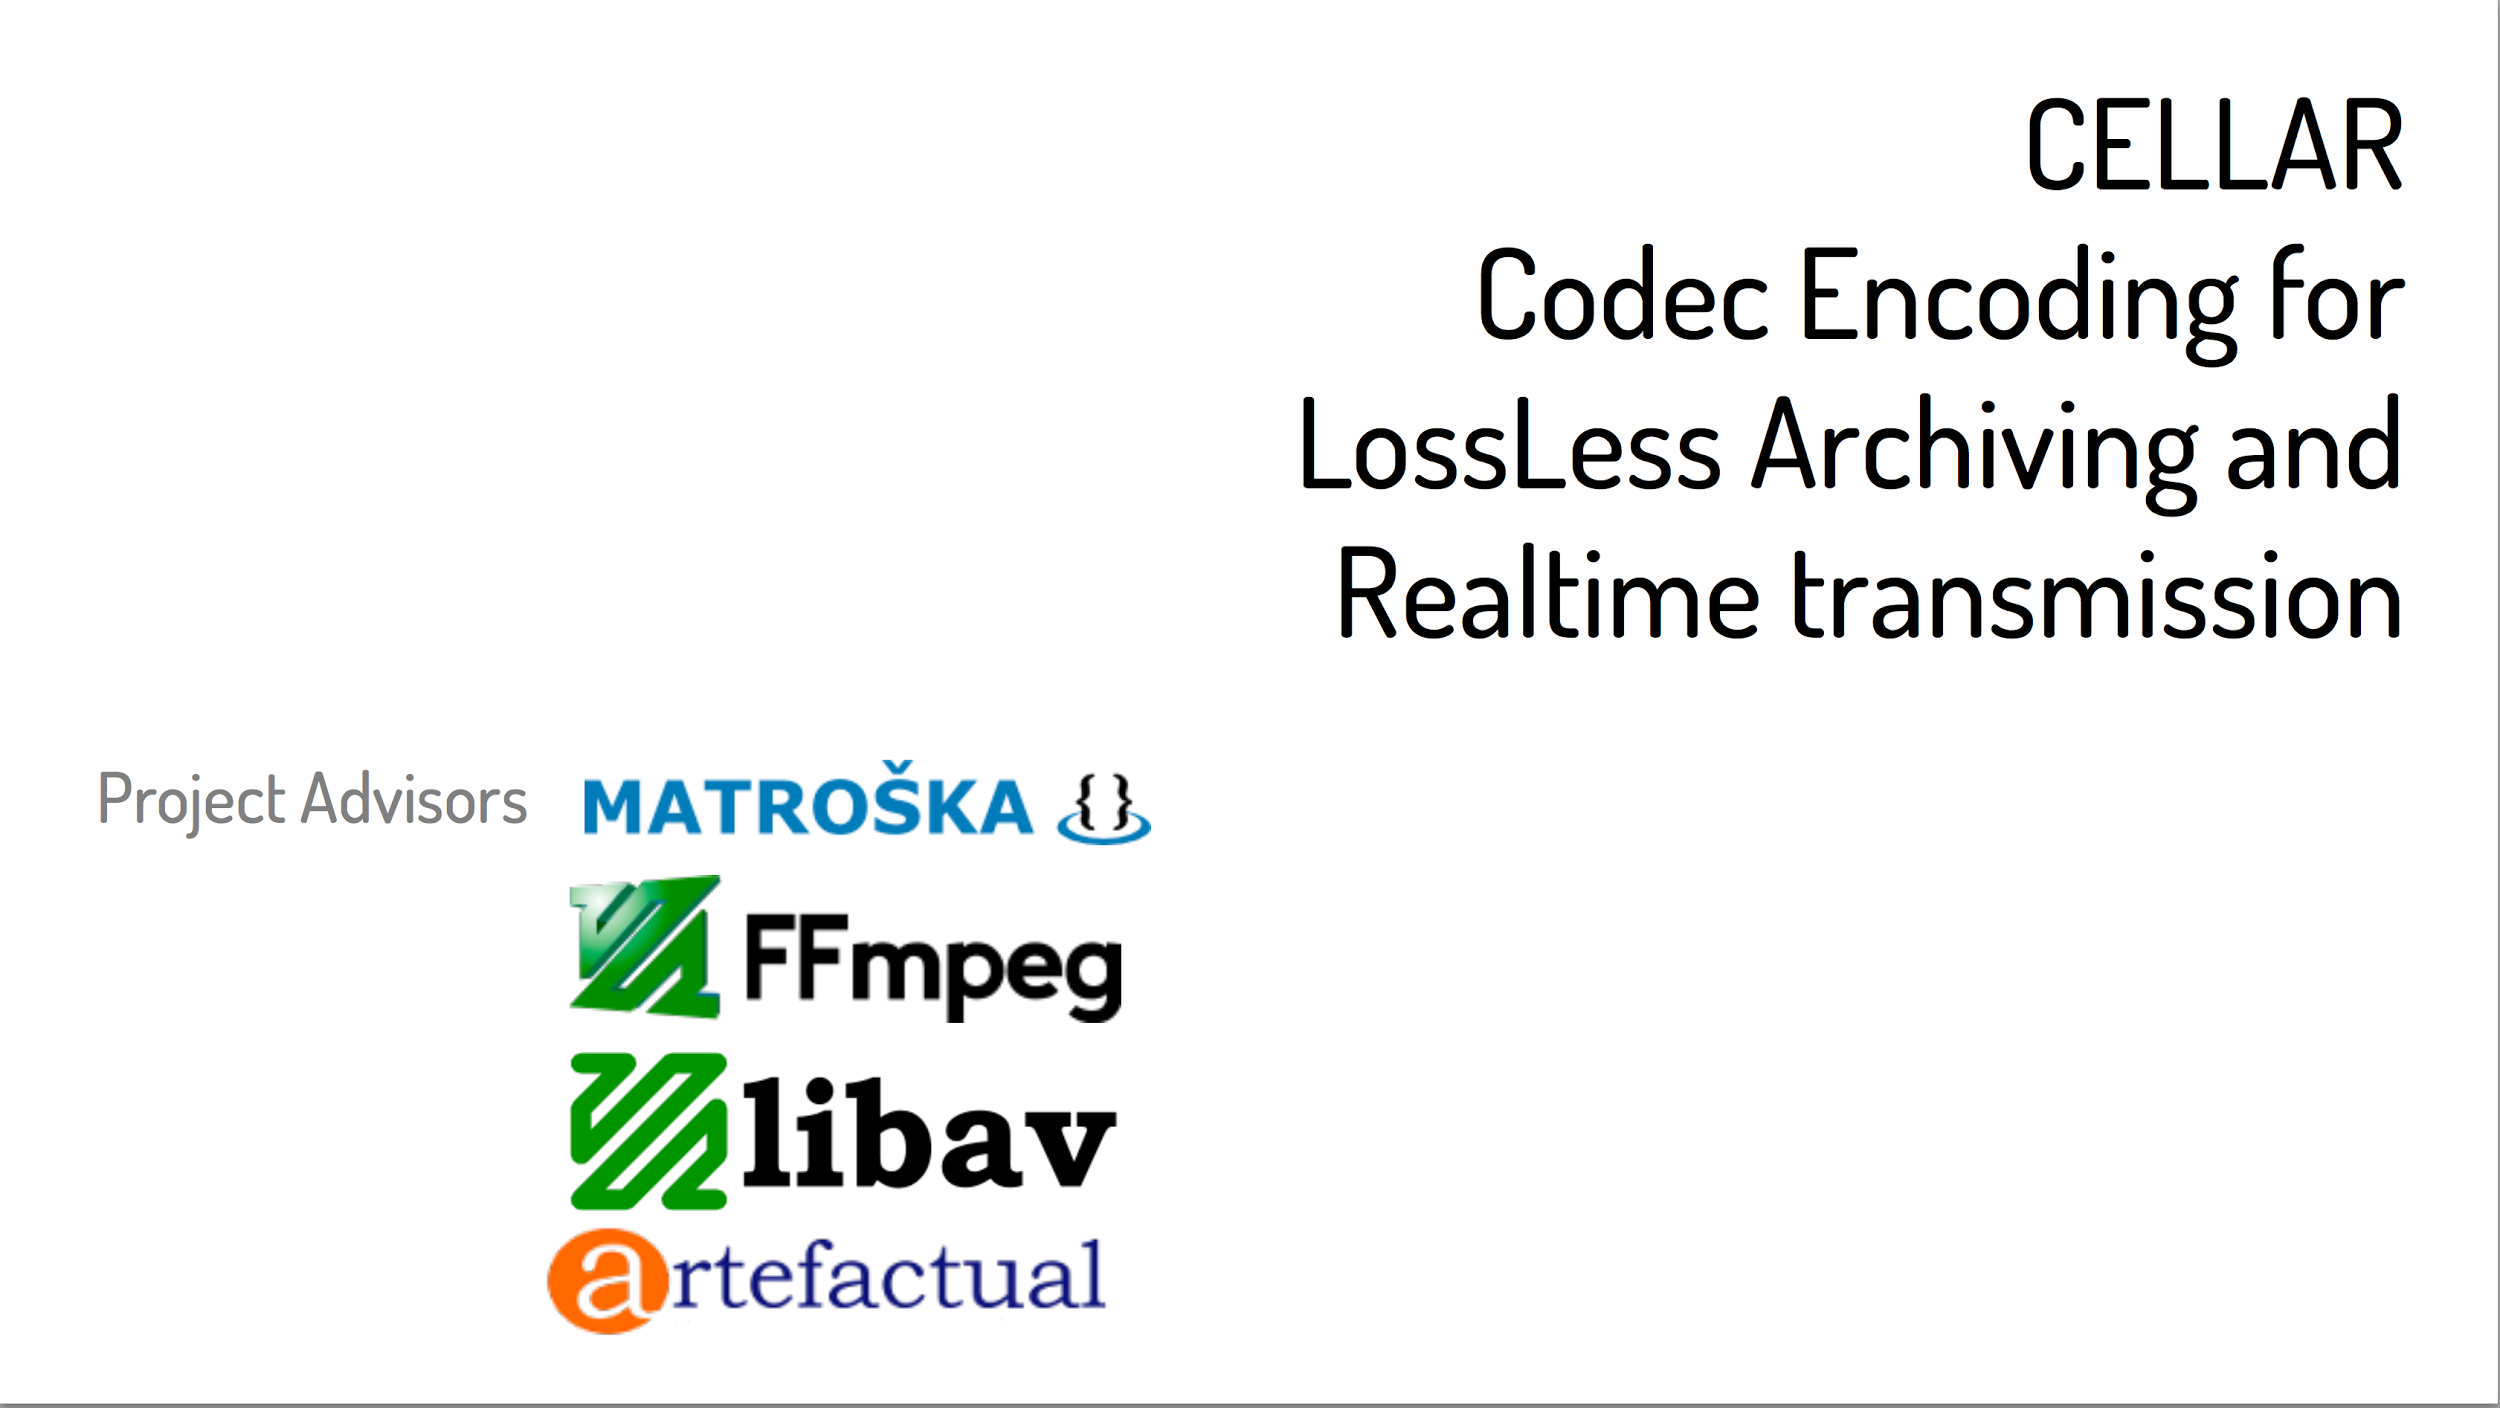 CELLAR
Codec Encoding for
LossLess Archiving and
Realtime transmission
Project Advisors
MATROŠKA {}
FFmpeg
libav
artefactual